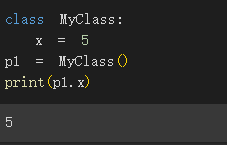 class MyClass:
    x = 5
p1 = MyClass()
print(p1.x)
5